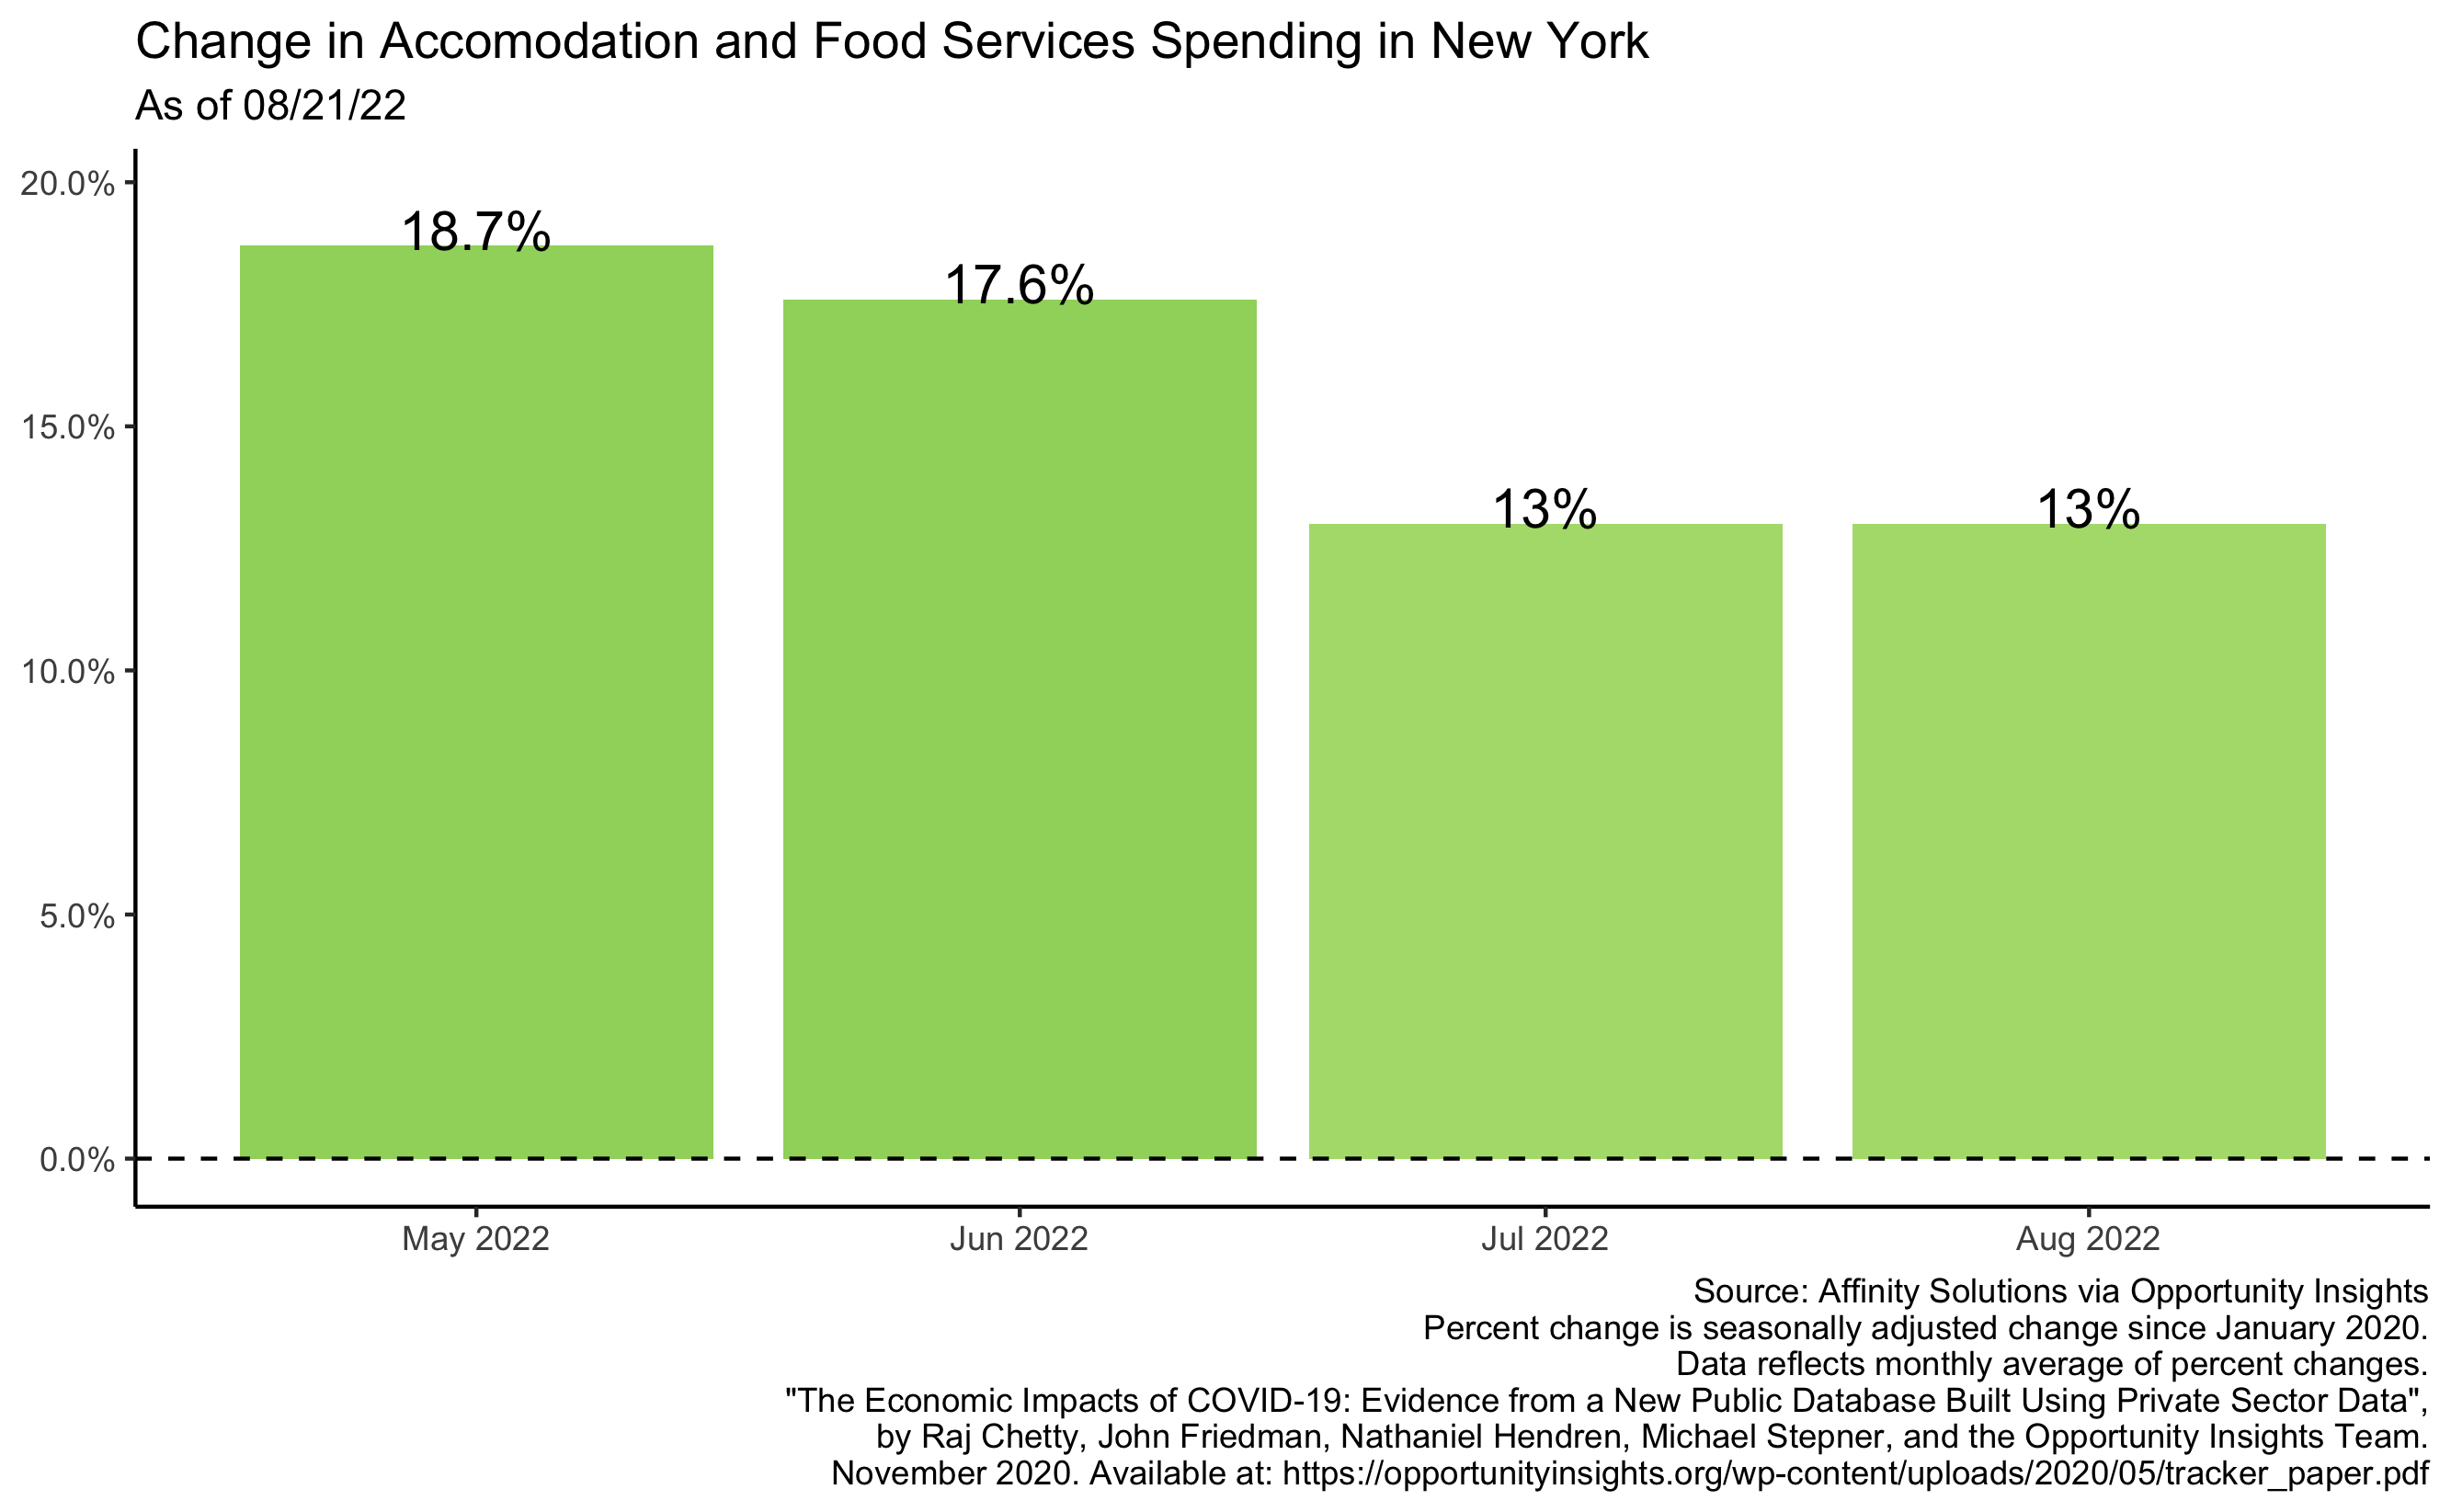 Change in Accomodation and Food Services Spending in New York
As of 08/21/22
20.0%
15.0%
10.0%
5.0%
0.0%
18.7%
17.6%
13%
13%
May 2022
Jun 2022
Jul 2022
Aug 2022
Source: Affinity Solutions via Opportunity Insights
Percent change is seasonally adjusted change since January 2020.
Data reflects monthly average of percent changes.
"The Economic Impacts of COVID-19: Evidence from a New Public Database Built Using Private Sector Data",
by Raj Chetty, John Friedman, Nathaniel Hendren, Michael Stepner, and the Opportunity Insights Team.
November 2020. Available at: https://opportunityinsights.org/wp-content/uploads/2020/05/tracker_paper.pdf